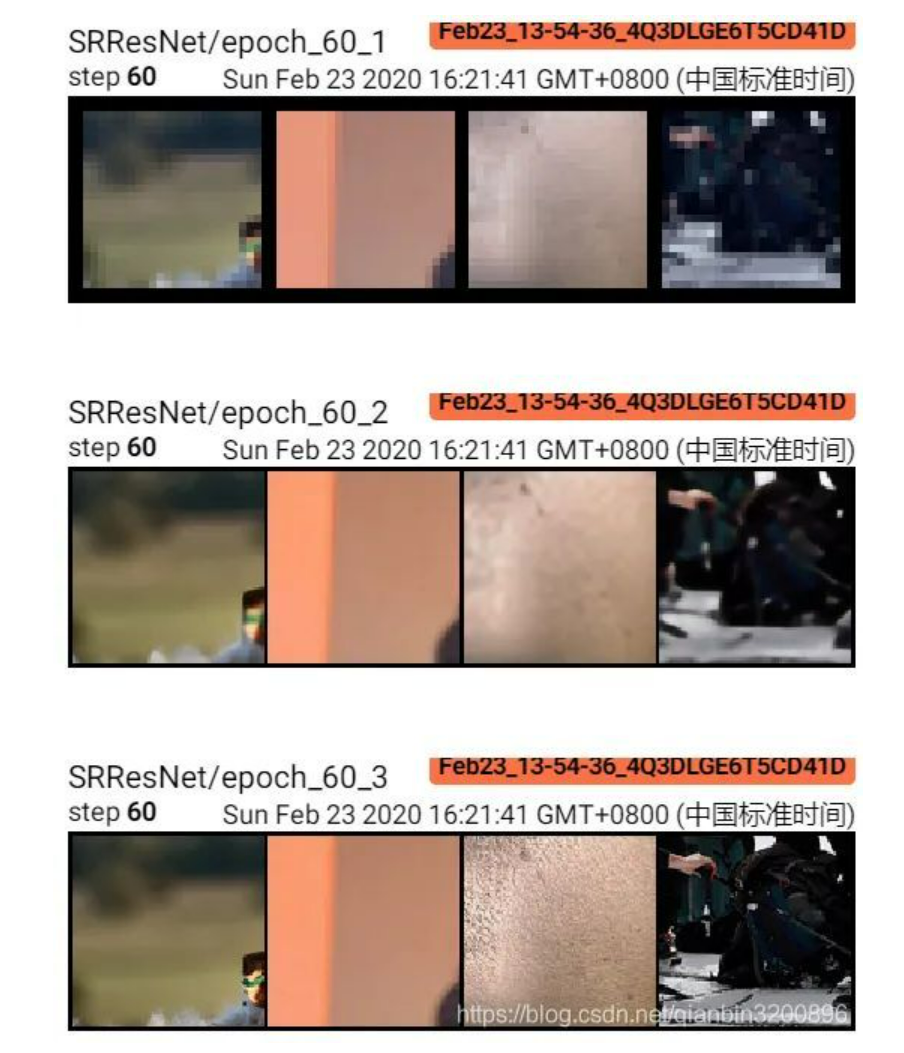 SRResNet/epoch_60_1
Feb23_13-54-36_4Q3DLGE6T5CD41D
step 60
Sun Feb 23 2020 16:21:41 GMT+0800 (中国标准时间)
SRResNet/epoch_60_2
Feb23_13-54-36_4Q3DLGE6T5CD41D
step 60
Sun Feb 23 2020 16:21:41 GMT+0800 (中国标准时间)
SRResNet/epoch_60_3
Feb23_13-54-36_4Q3DLGE6T5CD41D
step 60
Sun Feb 23 2020 16:21:41 GMT+0800 (中国标准时间)
https://blog.csdn.net/qianbin3200896